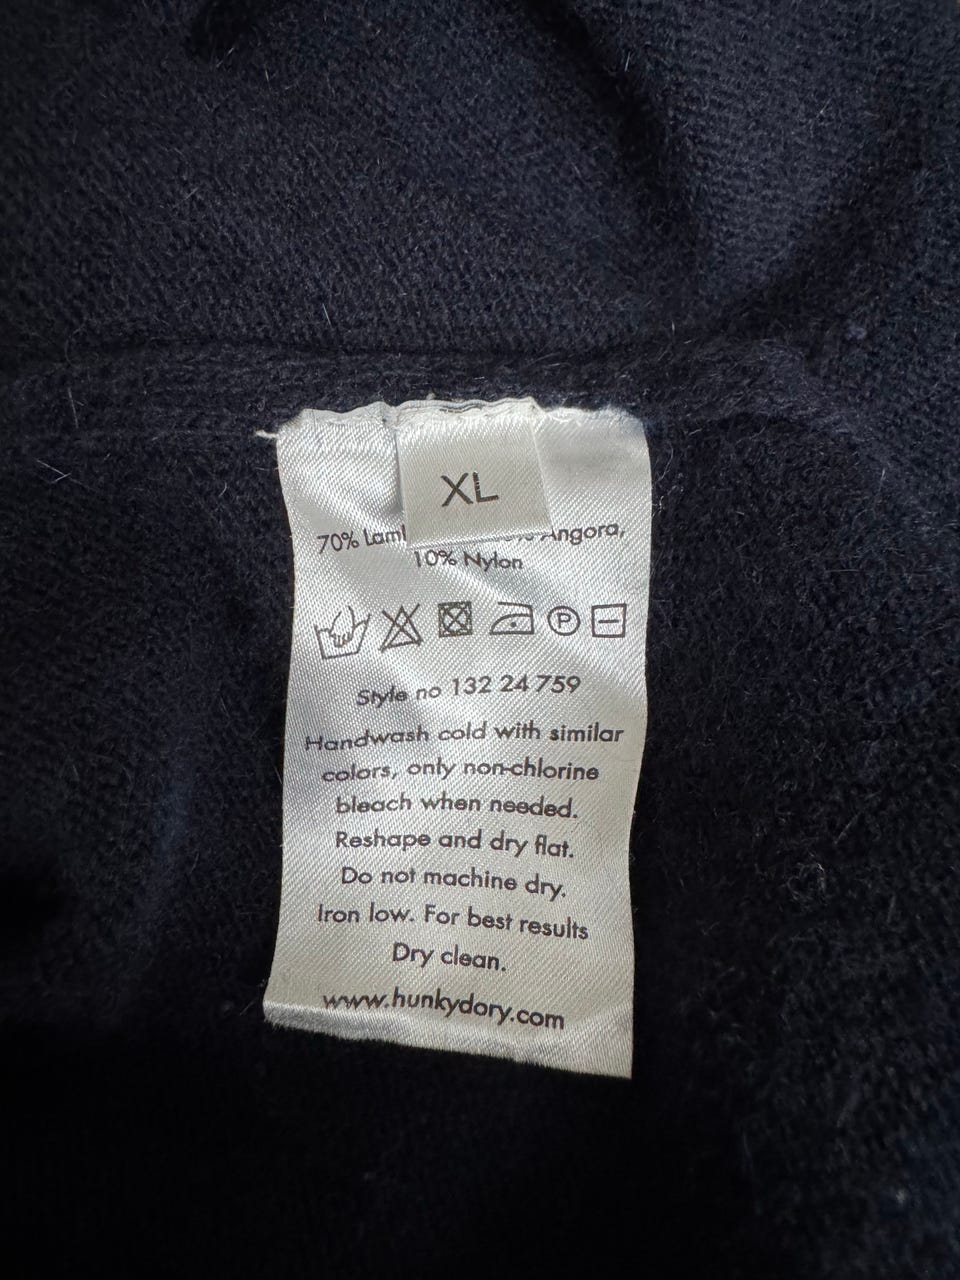 XL
70% Angora,
10% Nylon
P
Style no 132 24 759
Handwash cold with similar
colors, only non-chlorine
bleach when needed.
Reshape and dry flat.
Do not machine dry.
Iron low. For best results
Dry clean.
www.hunkydory.com